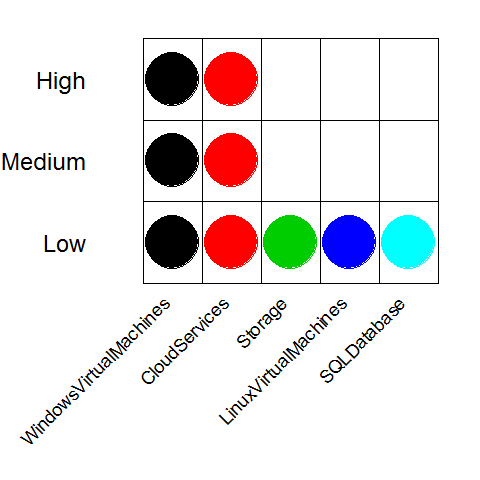 High
Medium
Low
WindowsVirtualMachines
CloudServices
Storage
LinuxVirtualMachines
SQLDatabase